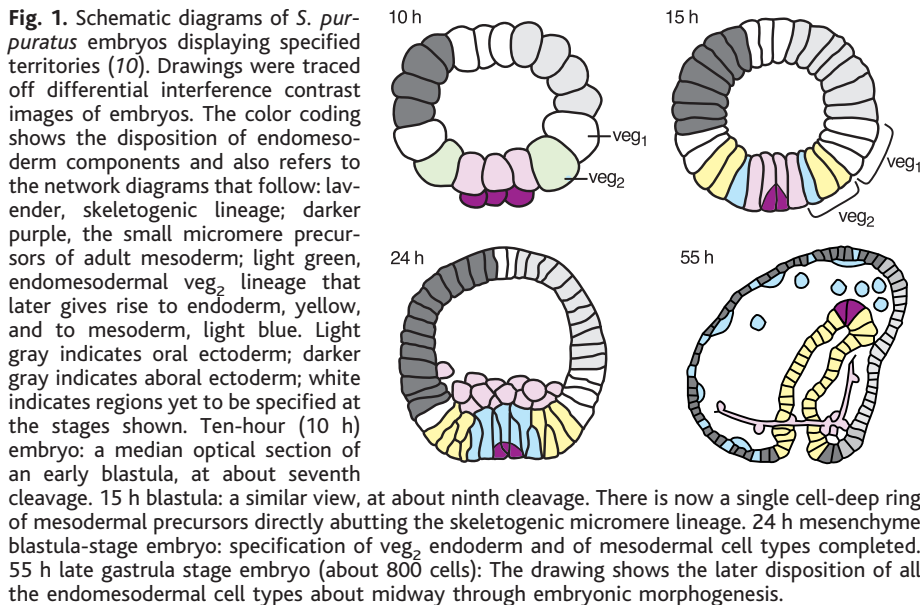 Fig. 1. Schematic diagrams of S. pur-
puratus embryos displaying specified
territories (10). Drawings were traced
off differential interference contrast
images of embryos. The color coding
shows the disposition of endomeso-
derm components and also refers to
the network diagrams that follow: lav-
ender, skeletogenic lineage; darker
purple, the small micromere precur-
sors of adult mesoderm; light green,
endomesodermal veg2 lineage that
later gives rise to endoderm, yellow,
and to mesoderm, light blue. Light
gray indicates oral ectoderm; darker
gray indicates aboral ectoderm; white
indicates regions yet to be specified at
the stages shown. Ten-hour (10 h)
embryo: a median optical section of
an early blastula, at about seventh
cleavage. 15 h blastula: a similar view, at about ninth cleavage. There is now a single cell-deep ring
of mesodermal precursors directly abutting the skeletogenic micromere lineage. 24 h mesenchyme
blastula-stage embryo: specification of veg2 endoderm and of mesodermal cell types completed.
55 h late gastrula stage embryo (about 800 cells): The drawing shows the later disposition of all
the endomesodermal cell types about midway through embryonic morphogenesis.
10 h
veg1
veg2
15 h
veg1
veg2
24 h
55 h